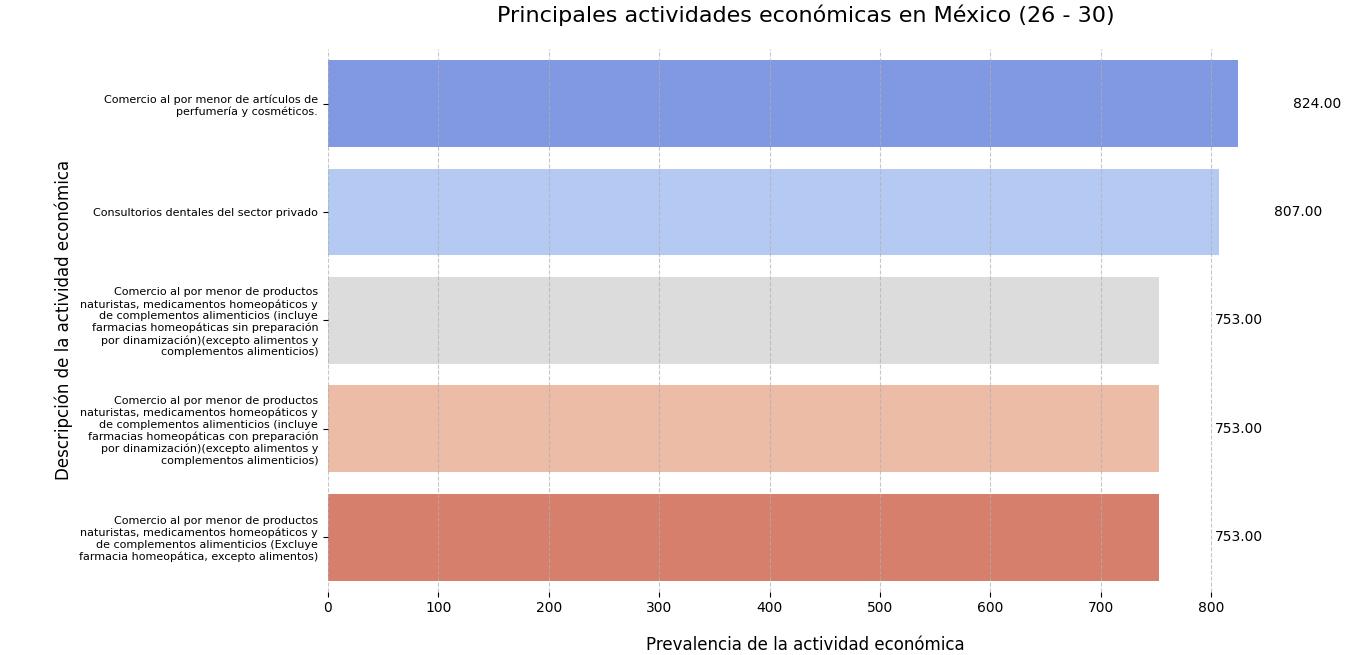 Principales actividades económicas en México (26 - 30)
Descripción de la actividad económica
Comercio al por menor de artículos de
perfumería y cosméticos.
824.00
Consultorios dentales del sector privado
807.00
Comercio al por menor de productos
naturistas, medicamentos homeopáticos y
de complementos alimenticios (incluye
farmacias homeopáticas sin preparación
por dinamización)(excepto alimentos y
complementos alimenticios)
753.00
Comercio al por menor de productos
naturistas, medicamentos homeopáticos y
de complementos alimenticios (incluye
farmacias homeopáticas con preparación
por dinamización)(excepto alimentos y
complementos alimenticios)
753.00
Comercio al por menor de productos
naturistas, medicamentos homeopáticos y
de complementos alimenticios (Excluye
farmacia homeopática, excepto alimentos)
753.00
0 100 200 300 400 500 600 700 800
Prevalencia de la actividad económica